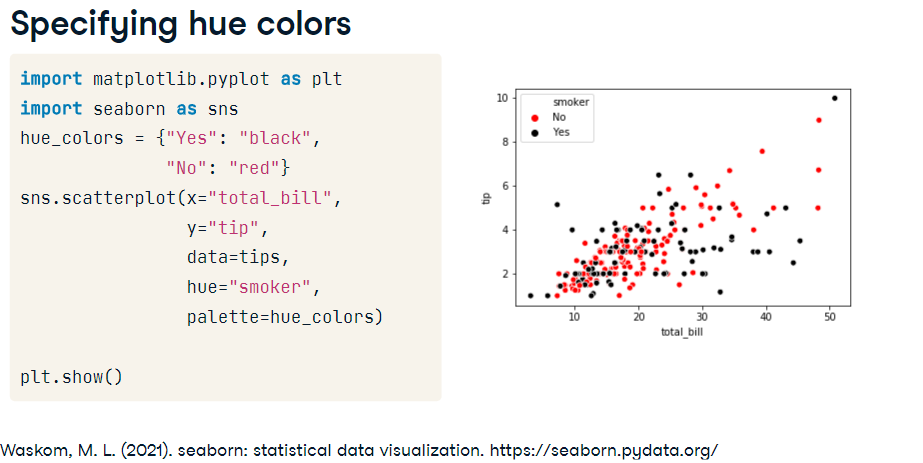 Specifying hue colors
import matplotlib.pyplot as plt
import seaborn as sns
hue_colors = {"Yes": "black",
"No": "red"}
sns.scatterplot(x="total_bill",
y="tip",
data=tips,
hue="smoker",
palette=hue_colors)
plt.show()
smoker
No
Yes
10
8
6
4
2
tip
10
20
30
40
50
total_bill
Waskom, M. L. (2021). seaborn: statistical data visualization. https://seaborn.pydata.org/